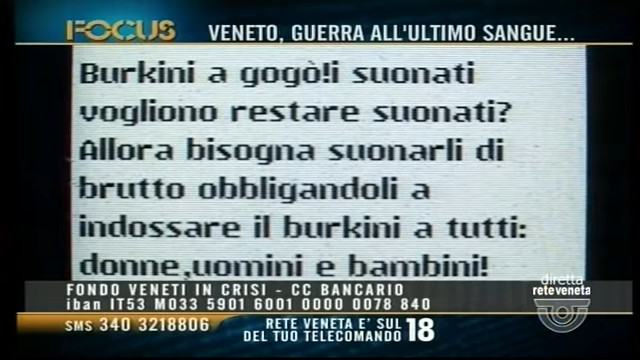 FOCUS
VENETO, GUERRA ALL'ULTIMO SANGUE...
Burkini a gogò!i suonati
vogliono restare suonati?
Allora bisogna suonarli di
brutto obbligandoli a
indossare il burkini a tutti:
donne,uomini e bambini!
FONDO VENETI IN CRISI - CC BANCARIO
iban IT53 M033 5901 6001 0000 0078 840
diretta
reteveneta
SMS 340 3218806
RETE VENETA E' SUL
DEL TUO TELECOMANDO 18